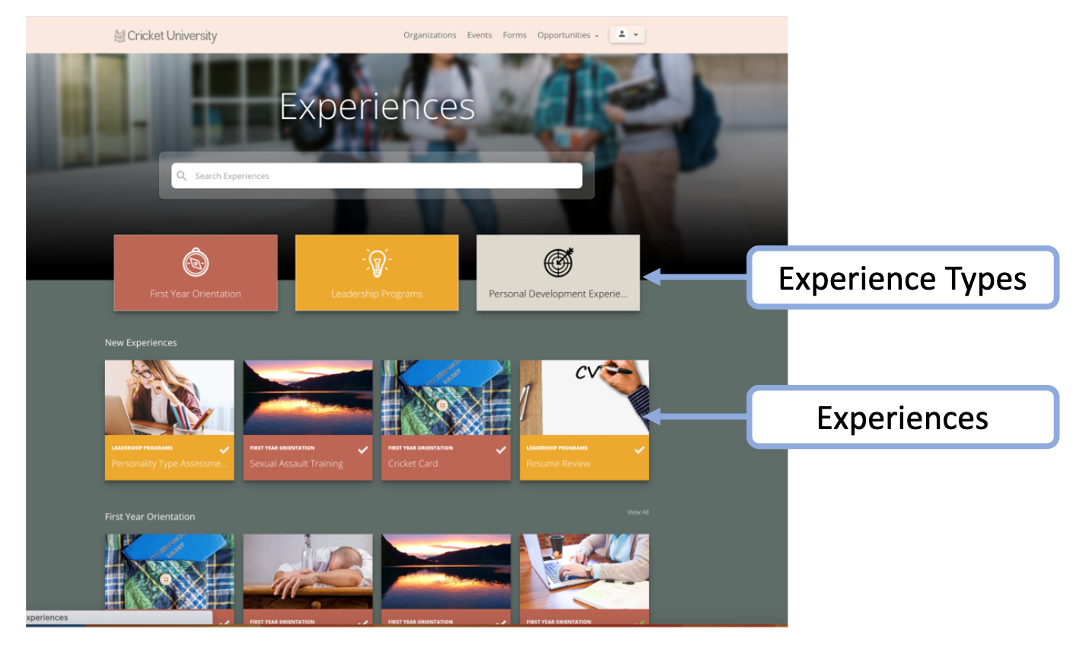 Cricket University
Organizations Events Forms Opportunities
Experiences
Search Experiences
First Year Orientation
Leadership Programs
Personal Development Experie...
Experience Types
New Experiences
CV
Experiences
LEADERSHIP PROGRAMS
Personality Type Assessme...
FIRST YEAR ORIENTATION
Sexual Assault Training
FIRST YEAR ORIENTATION
Cricket Card
LEADERSHIP PROGRAMS
Resume Review
First Year Orientation
View All
xperiences
FIRST YEAR ORIENTATION
FIRST YEAR ORIENTATION
FIRST YEAR ORIENTATION